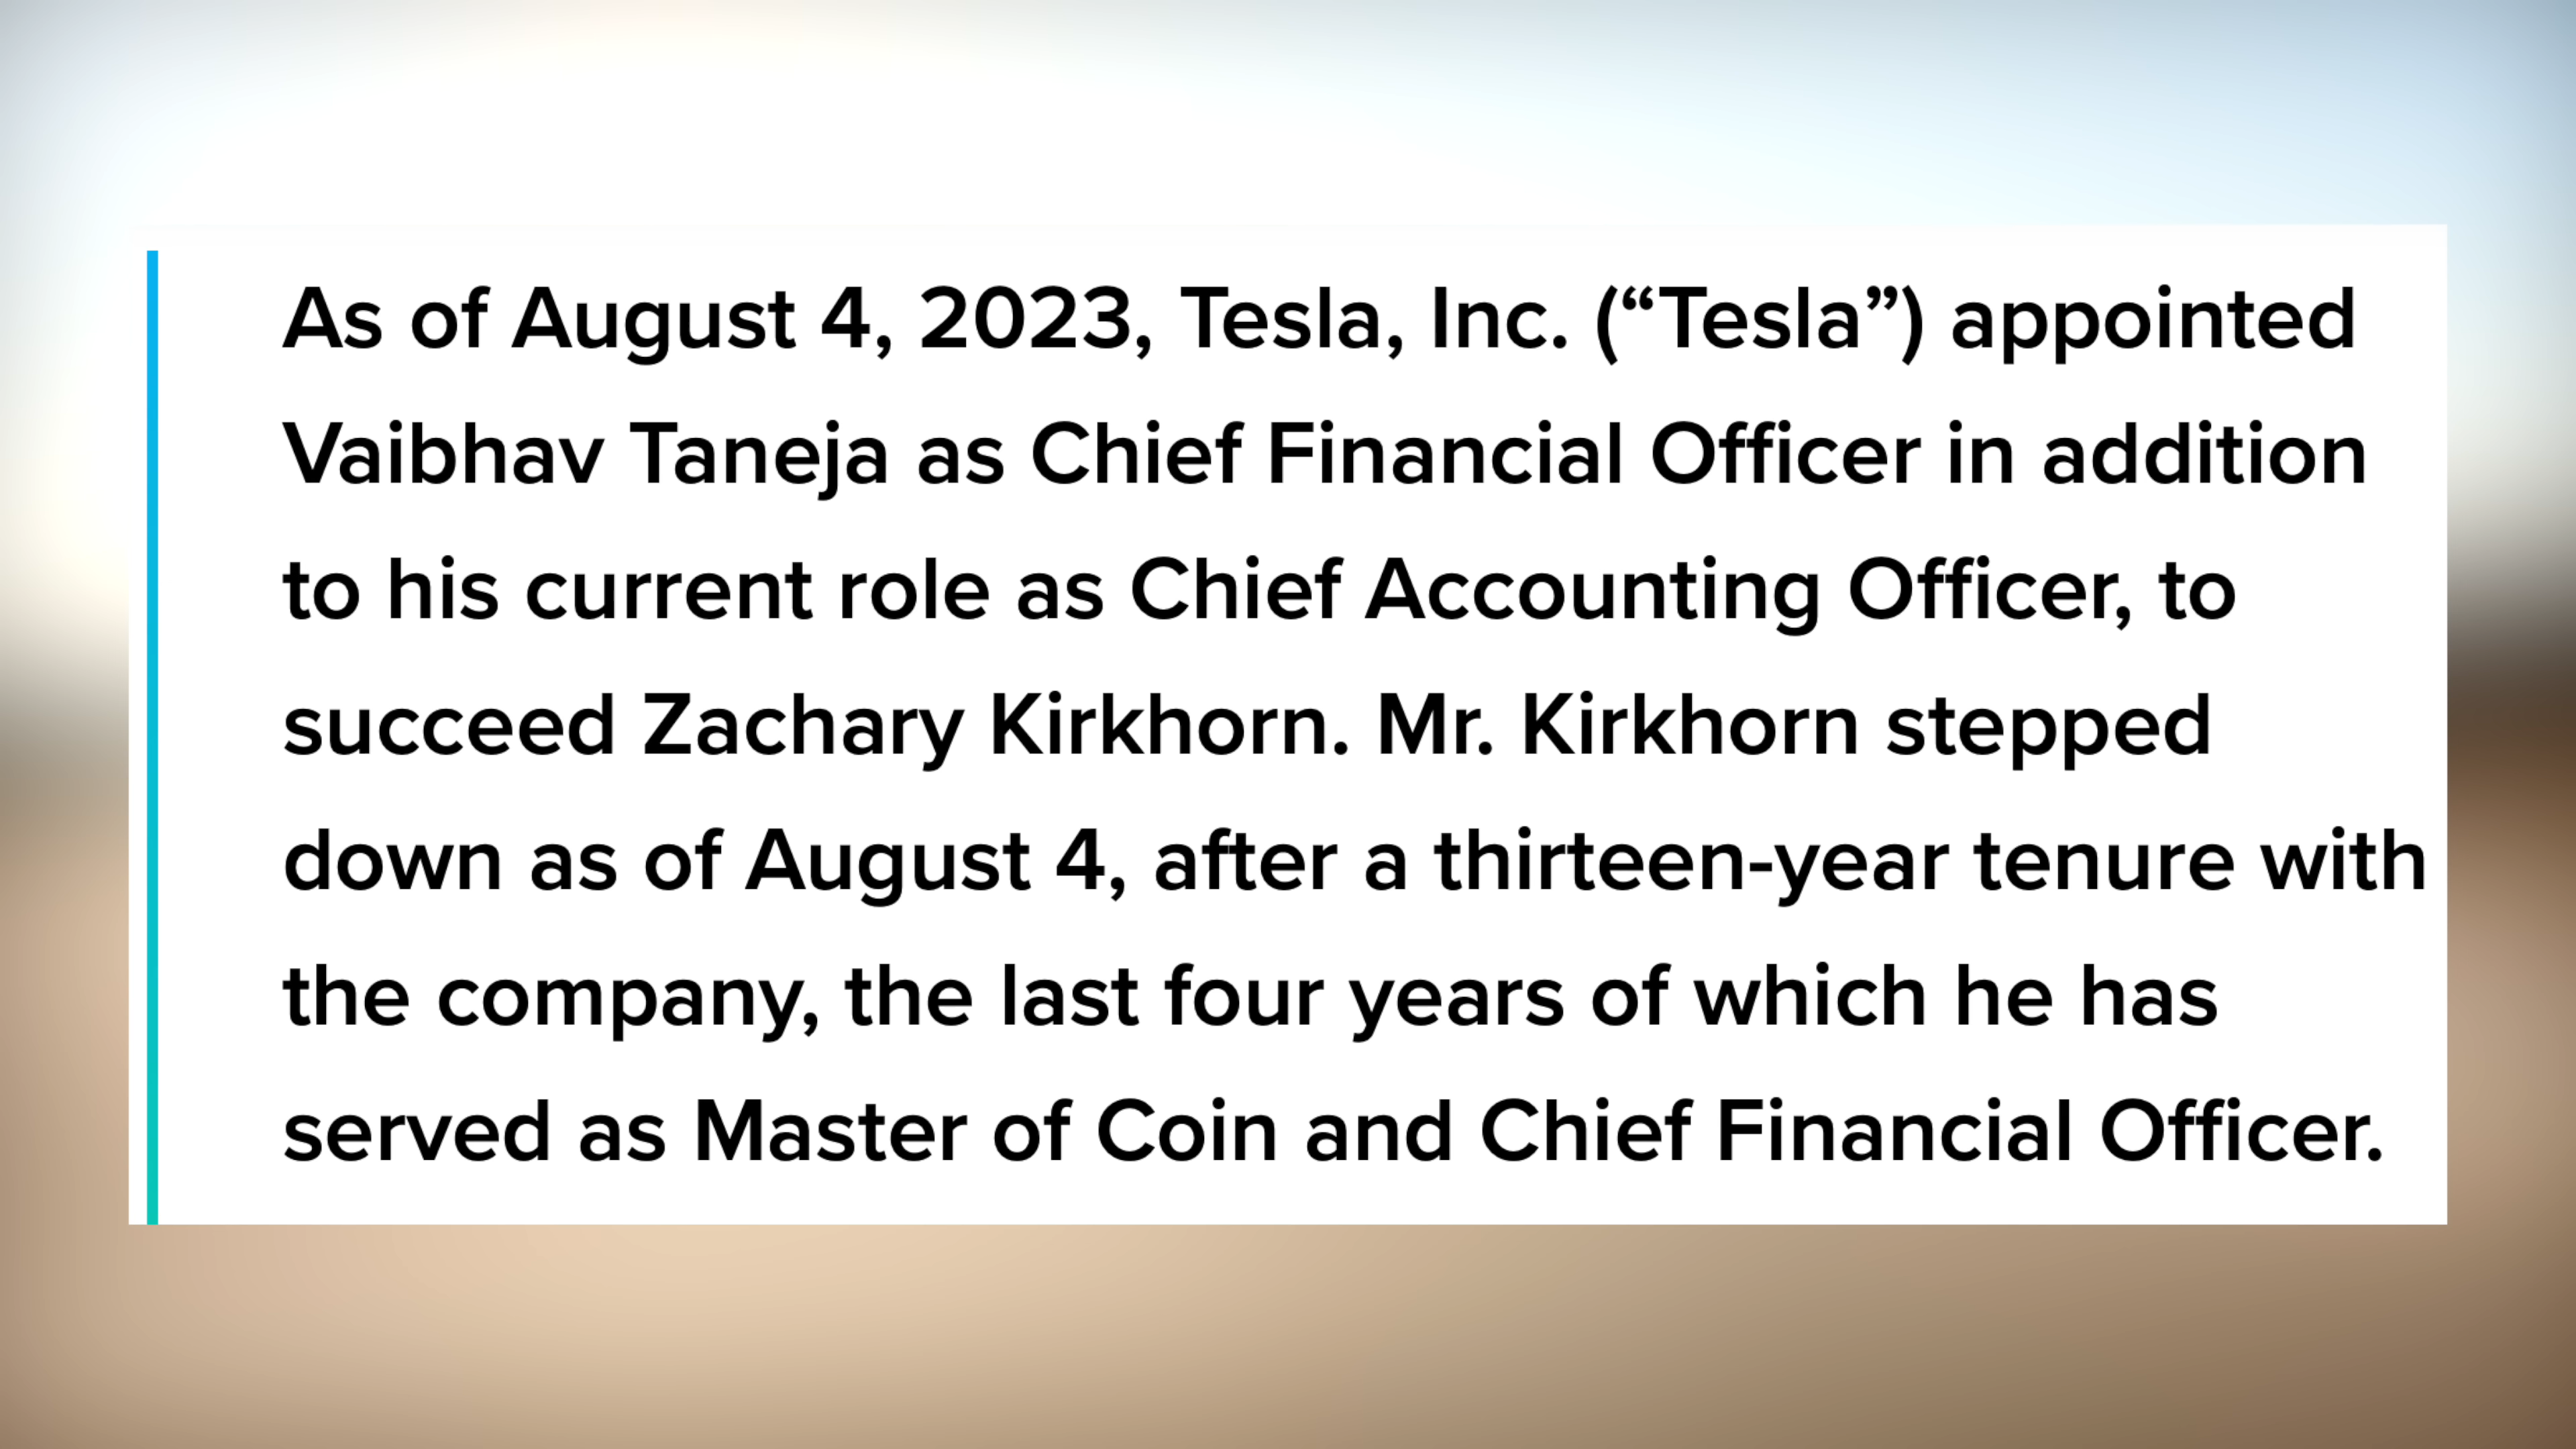 As of August 4, 2023, Tesla, Inc. (“Tesla”) appointed
Vaibhav Taneja as Chief Financial Officer in addition
to his current role as Chief Accounting Officer, to
succeed Zachary Kirkhorn. Mr. Kirkhorn stepped
down as of August 4, after a thirteen-year tenure with
the company, the last four years of which he has
served as Master of Coin and Chief Financial Officer.